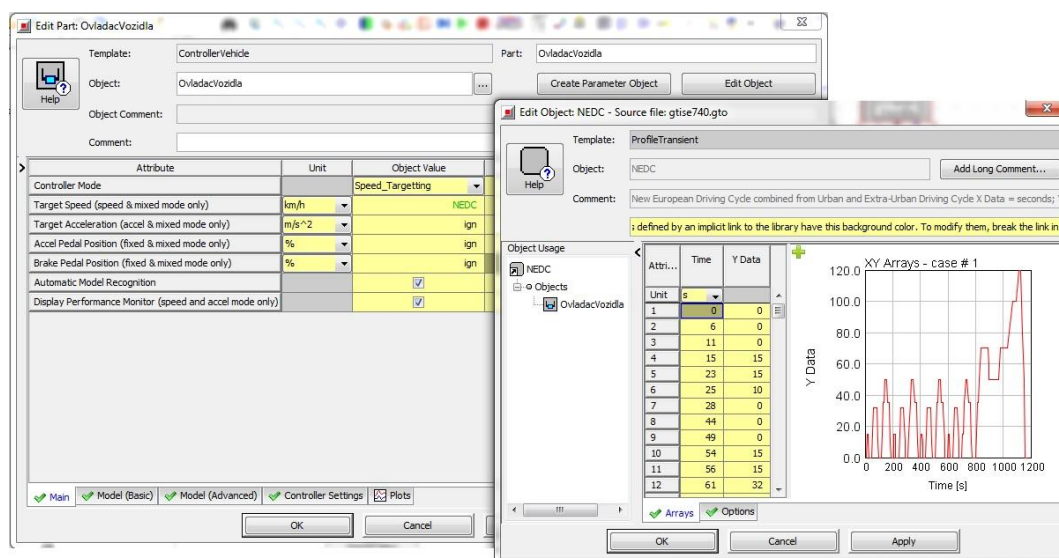 Edit Part: OvladacVozidla
Template: ControllerVehicle Part: OvladacVozidla
Object: OvladacVozidla ... Create Parameter Object Edit Object
Help
Object Comment:
Comment:
Attribute Unit Object Value
Controller Mode Speed_Targetting
Target Speed (speed & mixed mode only) km/h NEDC
Target Acceleration (accel & mixed mode only) m/s^2 ign
Accel Pedal Position (fixed & mixed mode only) % ign
Brake Pedal Position (fixed & mixed mode only) % ign
Automatic Model Recognition
Display Performance Monitor (speed and accel mode only)
Main Model (Basic) Model (Advanced) Controller Settings Plots
OK Cancel
Edit Object: NEDC - Source file: gtise740.gto
Template: ProfileTransient
Object: NEDC Add Long Comment...
Help
Comment: New European Driving Cycle combined from Urban and Extra-Urban Driving Cycle X Data = seconds;
defined by an implicit link to the library have this background color. To modify them, break the link in
Object Usage
NEDC
Objects
OvladacVozidla
Attri... Time Y Data
Unit s
1 0 0
2 6 0
3 11 0
4 15 15
5 23 15
6 25 10
7 28 0
8 44 0
9 49 0
10 54 15
11 56 15
12 61 32
XY Arrays - case # 1
120.0
100.0
80.0
60.0
40.0
20.0
0.0
Y Data
0 200 400 600 800 1000 1200
Time [s]
Arrays Options
OK Cancel Apply